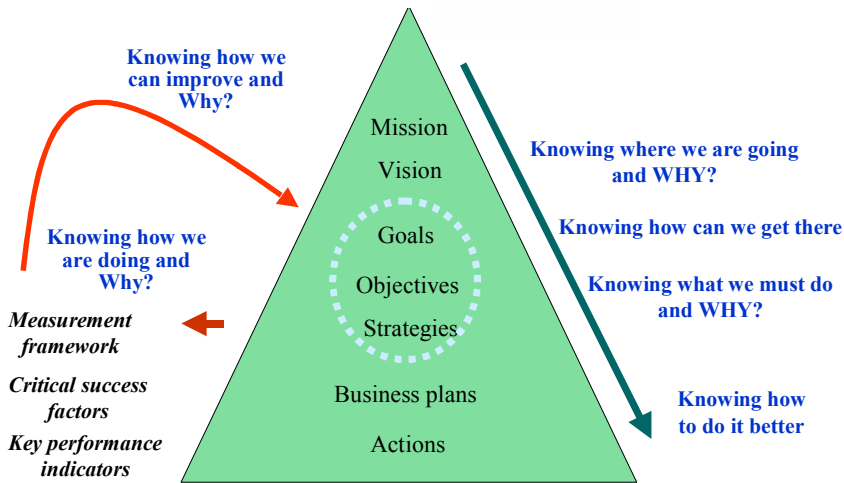 Knowing how we
can improve and
Why?
Knowing how we
are doing and
Why?
Measurement
framework
Critical success
factors
Key performance
indicators
Mission
Vision
Goals
Objectives
Strategies
Business plans
Actions
Knowing where we are going
and WHY?
Knowing how can we get there
Knowing what we must do
and WHY?
Knowing how
to do it better